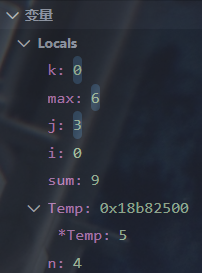 变量
Locals
k: 0
max: 6
j: 3
i: 0
sum: 9
Temp: 0x18b82500
*Temp: 5
n: 4